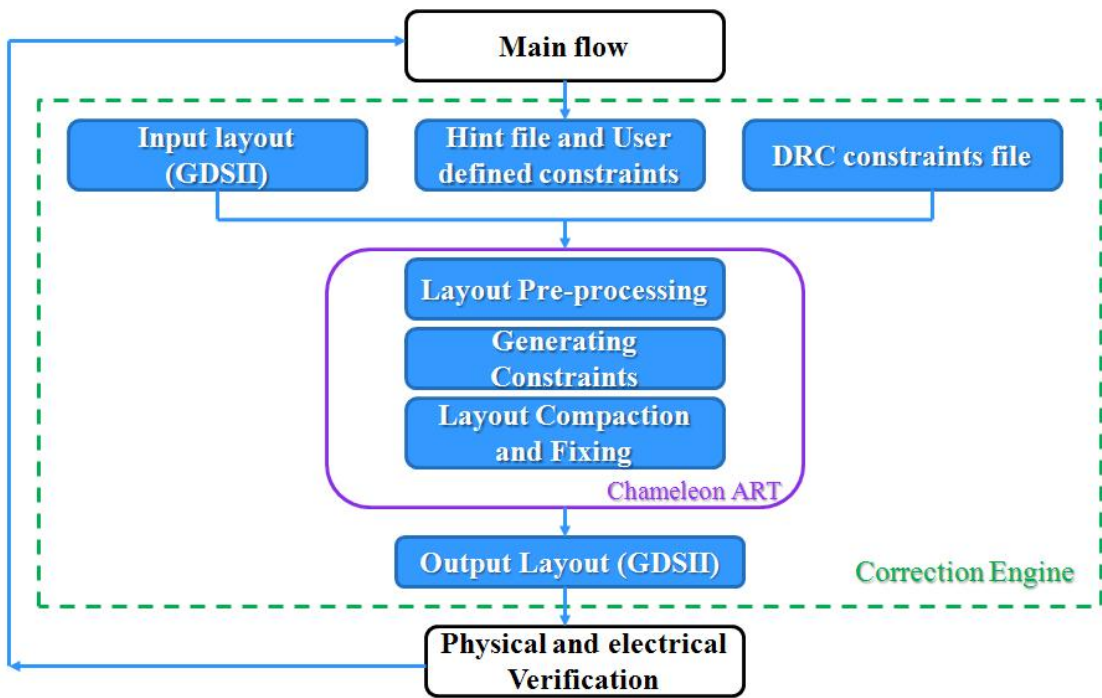 Main flow
Input layout
(GDSII)
Hint file and User
defined constraints
DRC constraints file
Layout Pre-processing
Generating
Constraints
Layout Compaction
and Fixing
Chameleon ART
Output Layout (GDSII)
Correction Engine
Physical and electrical
Verification